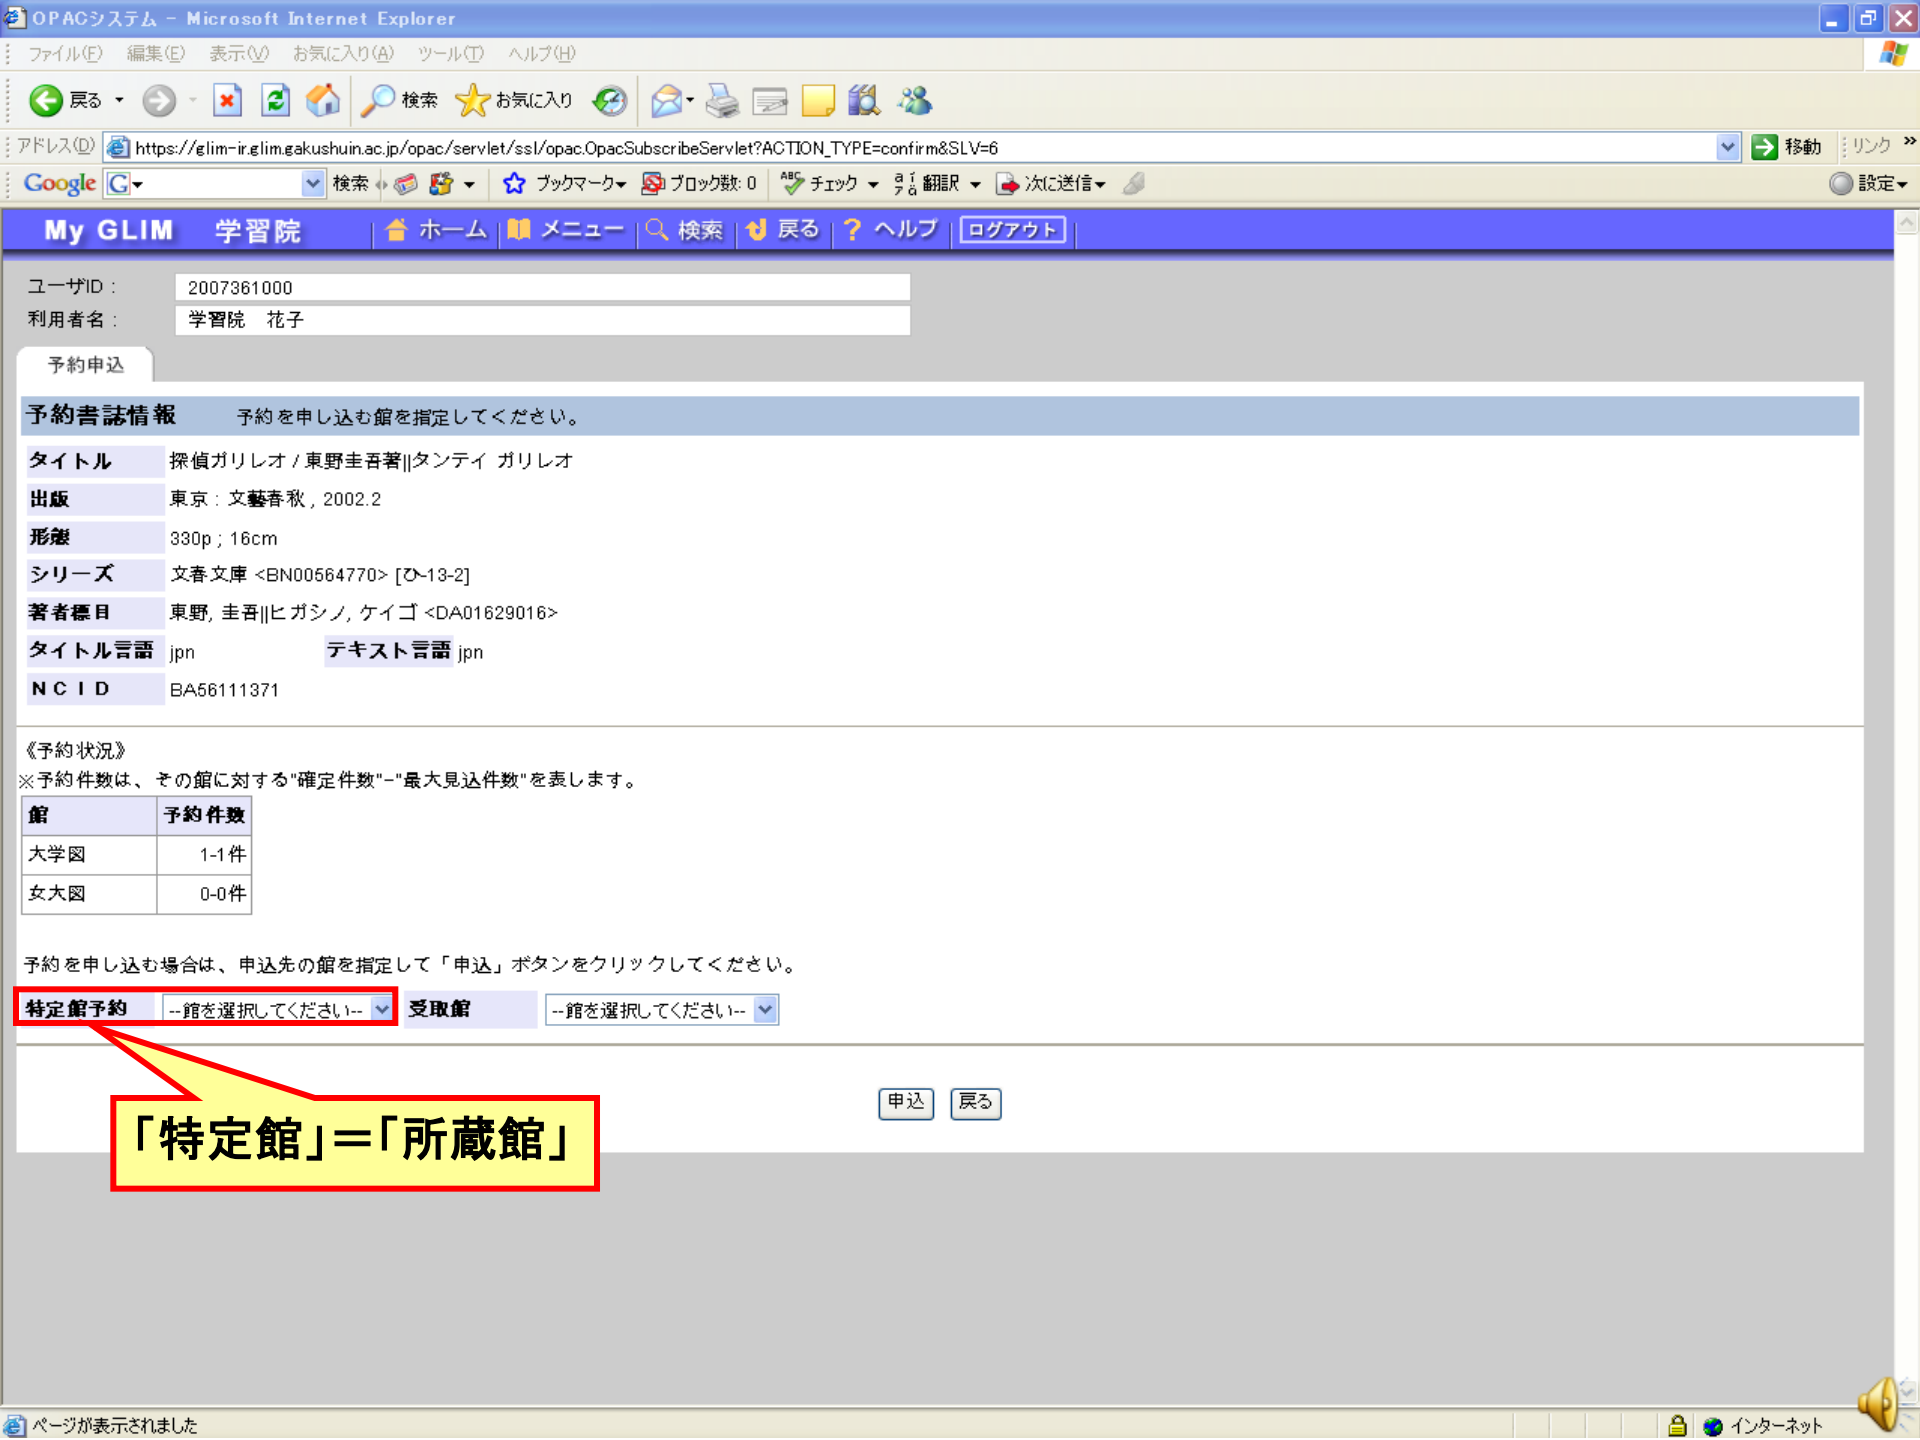 OPACシステム - Microsoft Internet Explorer
ファイル(F) 編集(E) 表示(V) お気に入り(A) ツール(T) ヘルプ(H)
戻る 検索 お気に入り
アドレス(D) https://glim-ir.glim.gakushuin.ac.jp/opac/servlet/ssl/opac.OpacSubscribeServlet?ACTION_TYPE=confirm&SLV=6 移動 リンク »
Google G 検索 ブックマーク ブロック数: 0 ABC チェック 翻訳 次に送信 設定
My GLIM 学習院 ホーム メニュー 検索 戻る ? ヘルプ ログアウト
ユーザID : 2007361000
利用者名 : 学習院 花子
予約申込
予約書誌情報 予約を申し込む館を指定してください。
タイトル 探偵ガリレオ / 東野圭吾著||タンテイ ガリレオ
出版 東京 : 文藝春秋 , 2002.2
形態 330p ; 16cm
シリーズ 文春文庫 <BN00564770> [ひ-13-2]
著者標目 東野, 圭吾||ヒガシノ, ケイゴ <DA01629016>
タイトル言語 jpn テキスト言語 jpn
NCID BA56111371
《予約状況》
※予約件数は、その館に対する"確定件数"-"最大見込件数"を表します。
館 予約件数
大学図 1-1件
女大図 0-0件
予約を申し込む場合は、申込先の館を指定して「申込」ボタンをクリックしてください。
特定館予約 --館を選択してください-- 受取館 --館を選択してください--
申込 戻る
「特定館」=「所蔵館」
ページが表示されました インターネット